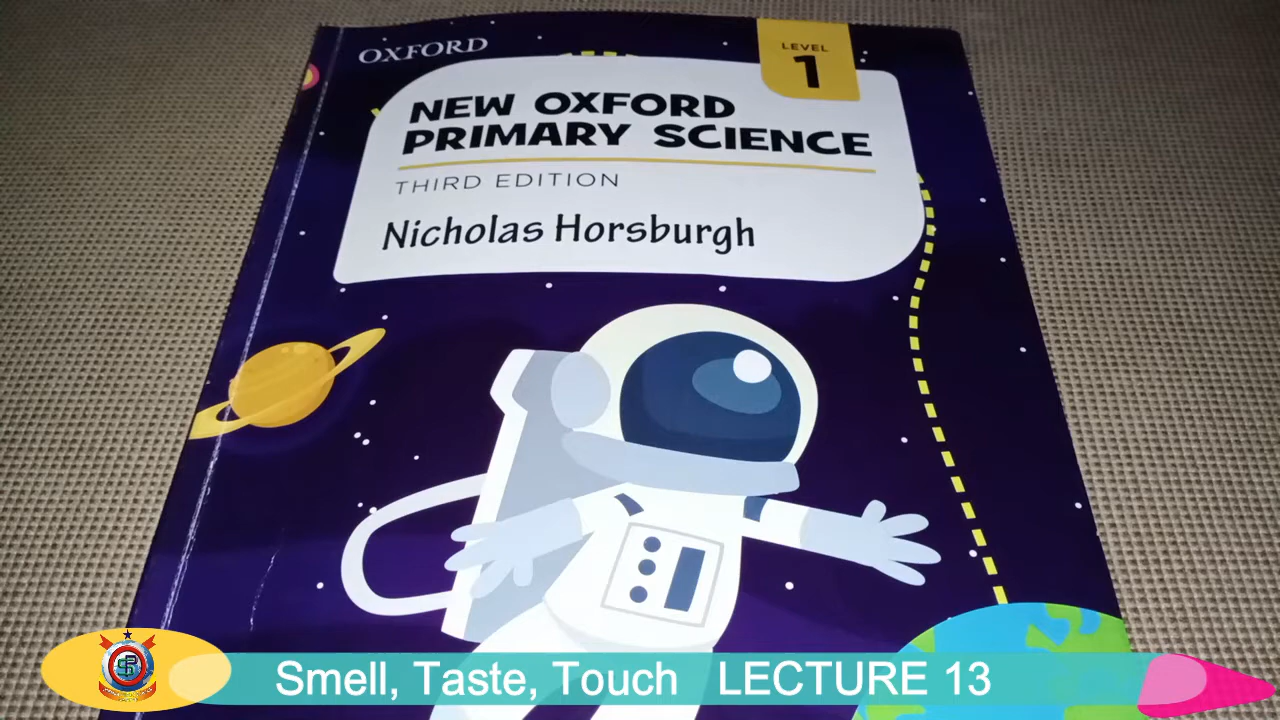 OXFORD
LEVEL
1
NEW OXFORD
PRIMARY SCIENCE
THIRD EDITION
Nicholas Horsburgh
Smell, Taste, Touch LECTURE 13